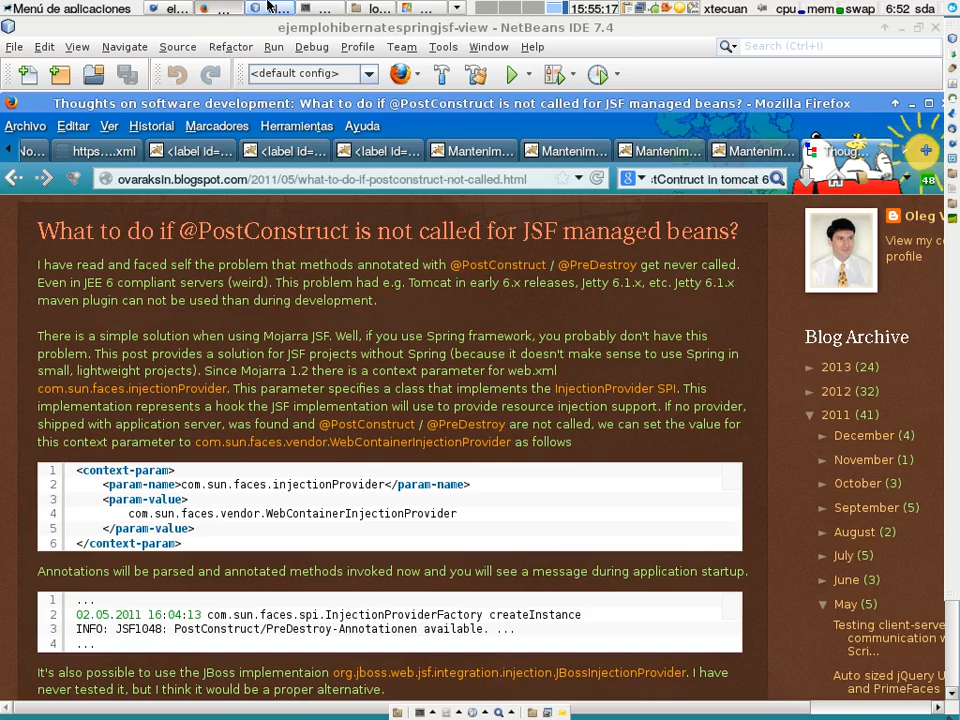 Menú de aplicaciones
el...
...
...
...
lo...
...
15:55:17
xtecuan
cpu
mem
swap
6:52 sda
ejemplohibernatespringjsf-view - NetBeans IDE 7.4
File Edit View Navigate Source Refactor Run Debug Profile Team Tools Window Help
Search (Ctrl+I)
<default config>
Thoughts on software development: What to do if @PostConstruct is not called for JSF managed beans? - Mozilla Firefox
Archivo Editar Ver Historial Marcadores Herramientas Ayuda
No...
https....xml
<label id=...
<label id=...
<label id=...
Mantenim...
Mantenim...
Mantenim...
Mantenim...
Thoug...
ovaraksin.blogspot.com/2011/05/what-to-do-if-postconstruct-not-called.html
stContruct in tomcat 6
48
What to do if @PostConstruct is not called for JSF managed beans?
I have read and faced self the problem that methods annotated with @PostConstruct / @PreDestroy get never called.
Even in JEE 6 compliant servers (weird). This problem had e.g. Tomcat in early 6.x releases, Jetty 6.1.x, etc. Jetty 6.1.x
maven plugin can not be used than during development.
There is a simple solution when using Mojarra JSF. Well, if you use Spring framework, you probably don't have this
problem. This post provides a solution for JSF projects without Spring (because it doesn't make sense to use Spring in
small, lightweight projects). Since Mojarra 1.2 there is a context parameter for web.xml
com.sun.faces.injectionProvider. This parameter specifies a class that implements the InjectionProvider SPI. This
implementation represents a hook the JSF implementation will use to provide resource injection support. If no provider,
shipped with application server, was found and @PostConstruct / @PreDestroy are not called, we can set the value for
this context parameter to com.sun.faces.vendor.WebContainerInjectionProvider as follows
1 <context-param>
2 <param-name>com.sun.faces.injectionProvider</param-name>
3 <param-value>
4 com.sun.faces.vendor.WebContainerInjectionProvider
5 </param-value>
6 </context-param>
Annotations will be parsed and annotated methods invoked now and you will see a message during application startup.
1 ...
2 02.05.2011 16:04:13 com.sun.faces.spi.InjectionProviderFactory createInstance
3 INFO: JSF1048: PostConstruct/PreDestroy-Annotationen available. ...
4 ...
It's also possible to use the JBoss implementaion org.jboss.web.jsf.integration.injection.JBossInjectionProvider. I have
never tested it, but I think it would be a proper alternative.
Oleg V
View my co
profile
Blog Archive
► 2013 (24)
► 2012 (32)
▼ 2011 (41)
► December (4)
► November (1)
► October (3)
► September (5)
► August (2)
► July (5)
► June (3)
▼ May (5)
Testing client-serve
communication w
Scri...
Auto sized jQuery U
and PrimeFaces